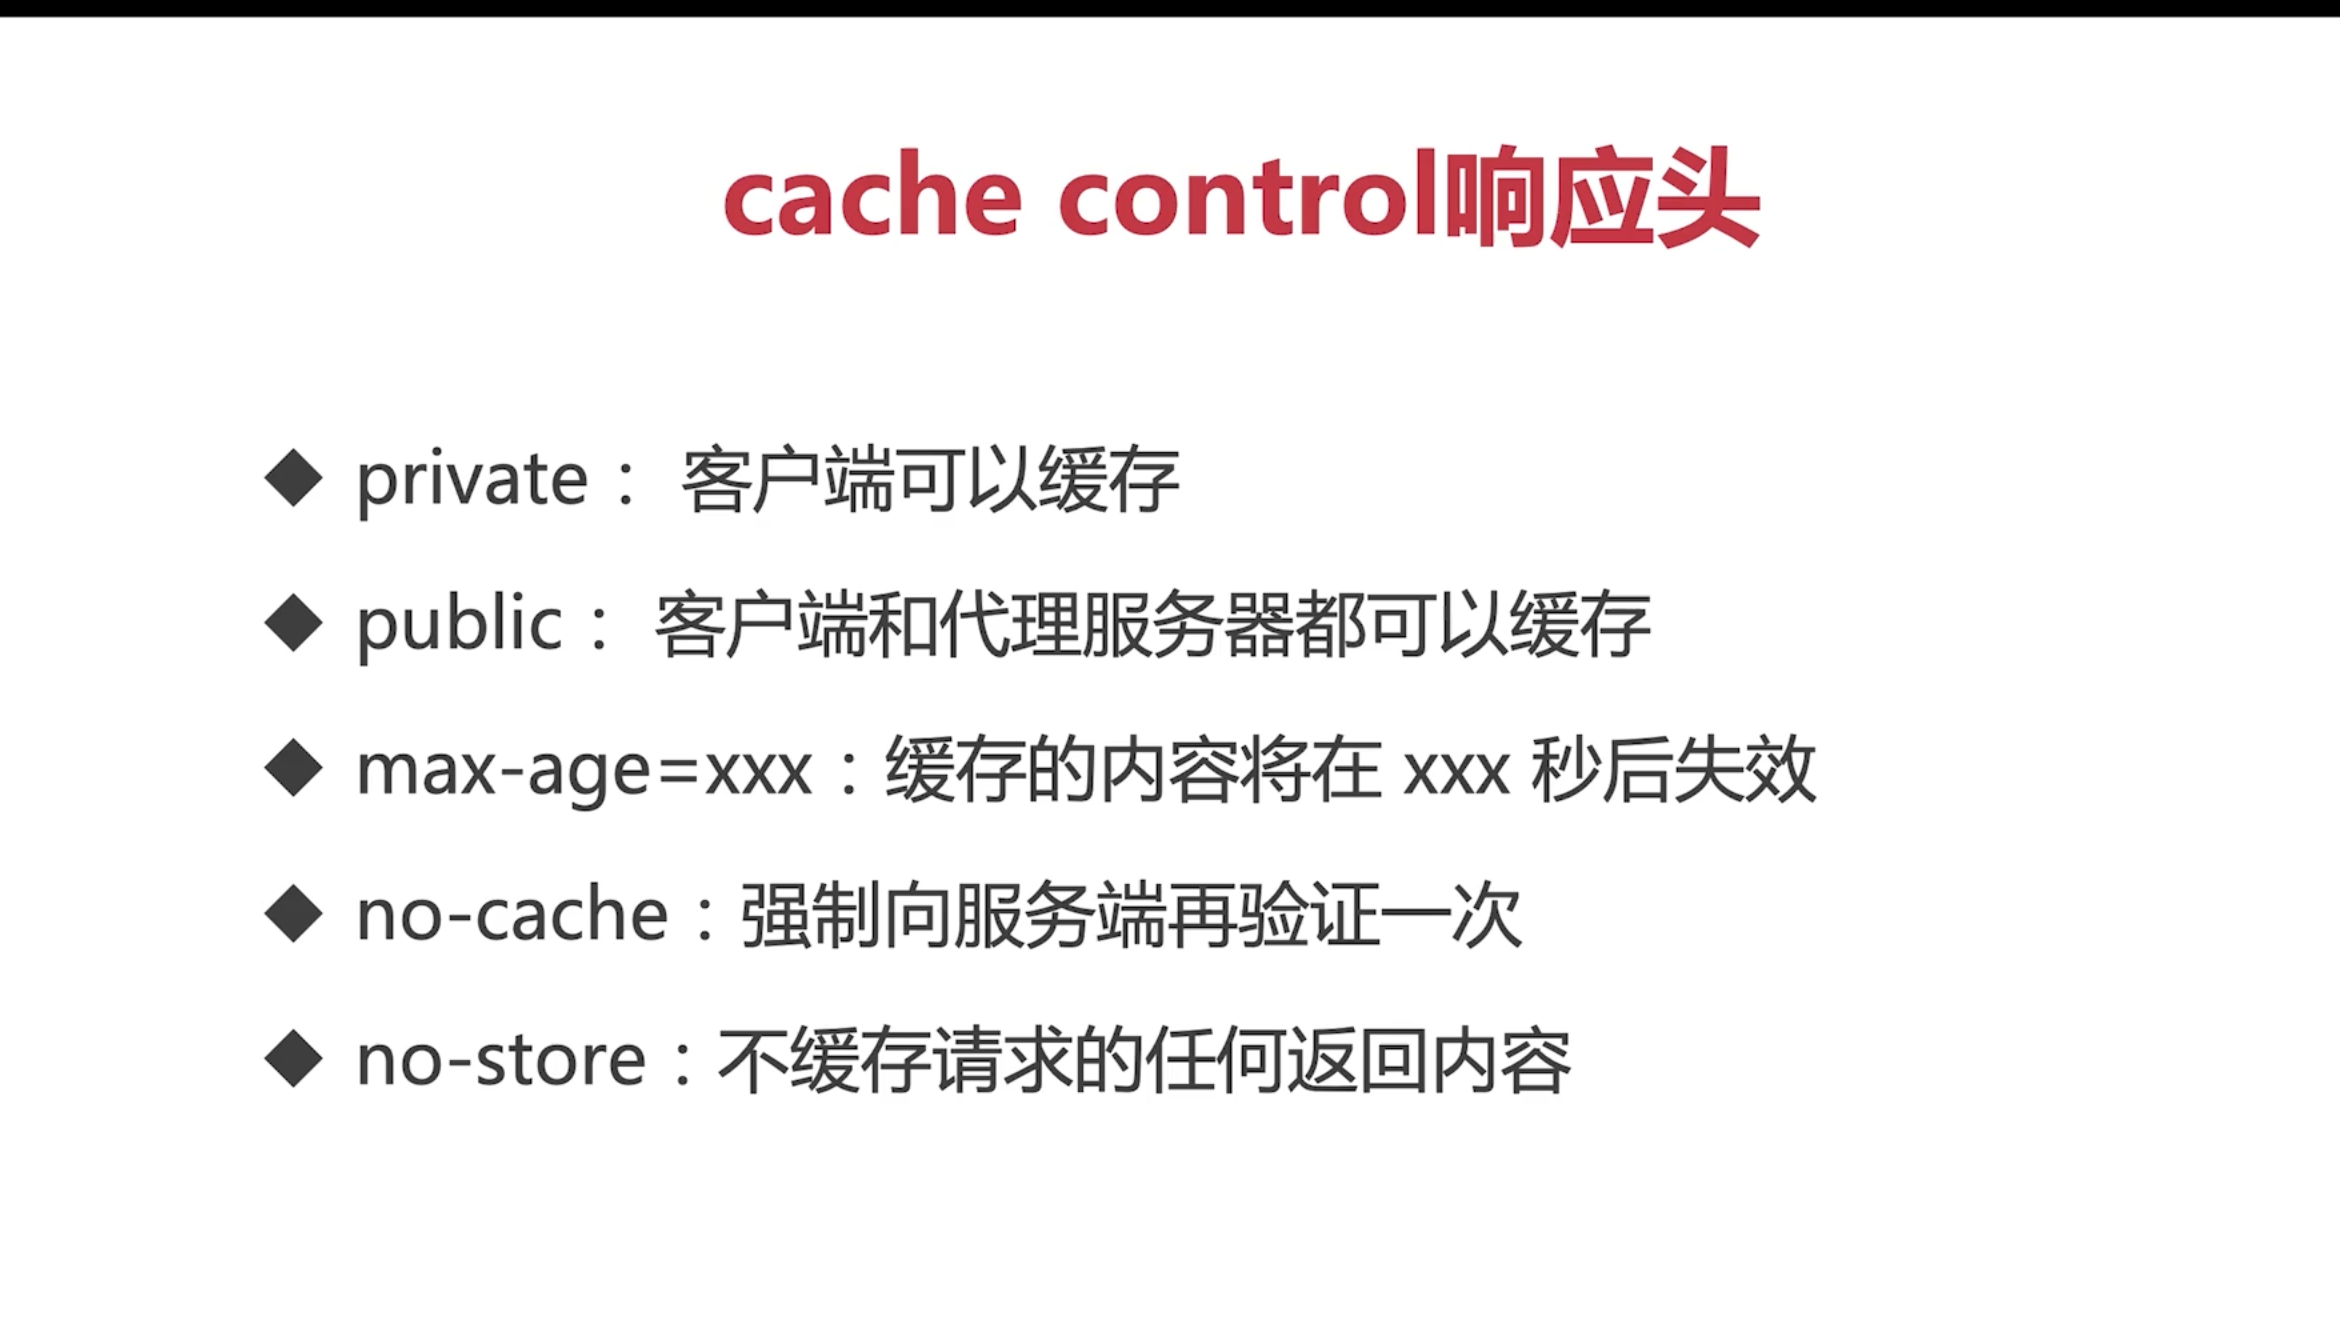 cache control响应头
◆ private： 客户端可以缓存
◆ public： 客户端和代理服务器都可以缓存
◆ max-age=xxx：缓存的内容将在 xxx 秒后失效
◆ no-cache：强制向服务端再验证一次
◆ no-store：不缓存请求的任何返回内容